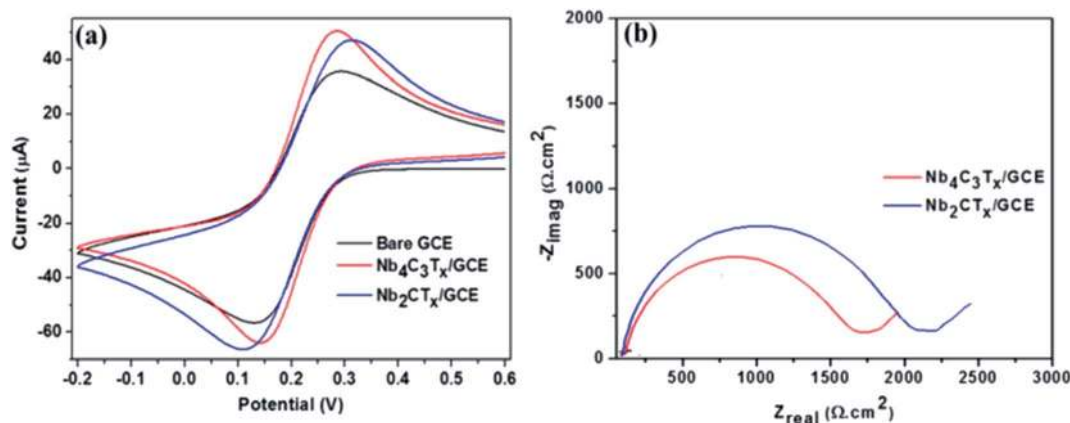 (a)
40
20
0
-20
-40
-60
Current (μA)
Bare GCE
Nb4C3Tx/GCE
Nb2CTx/GCE
-0.2 -0.1 0.0 0.1 0.2 0.3 0.4 0.5 0.6
Potential (V)
(b)
2000
1500
1000
500
0
-Zimag (Ω.cm²)
Nb4C3Tx/GCE
Nb2CTx/GCE
500 1000 1500 2000 2500 3000
Zreal (Ω.cm²)